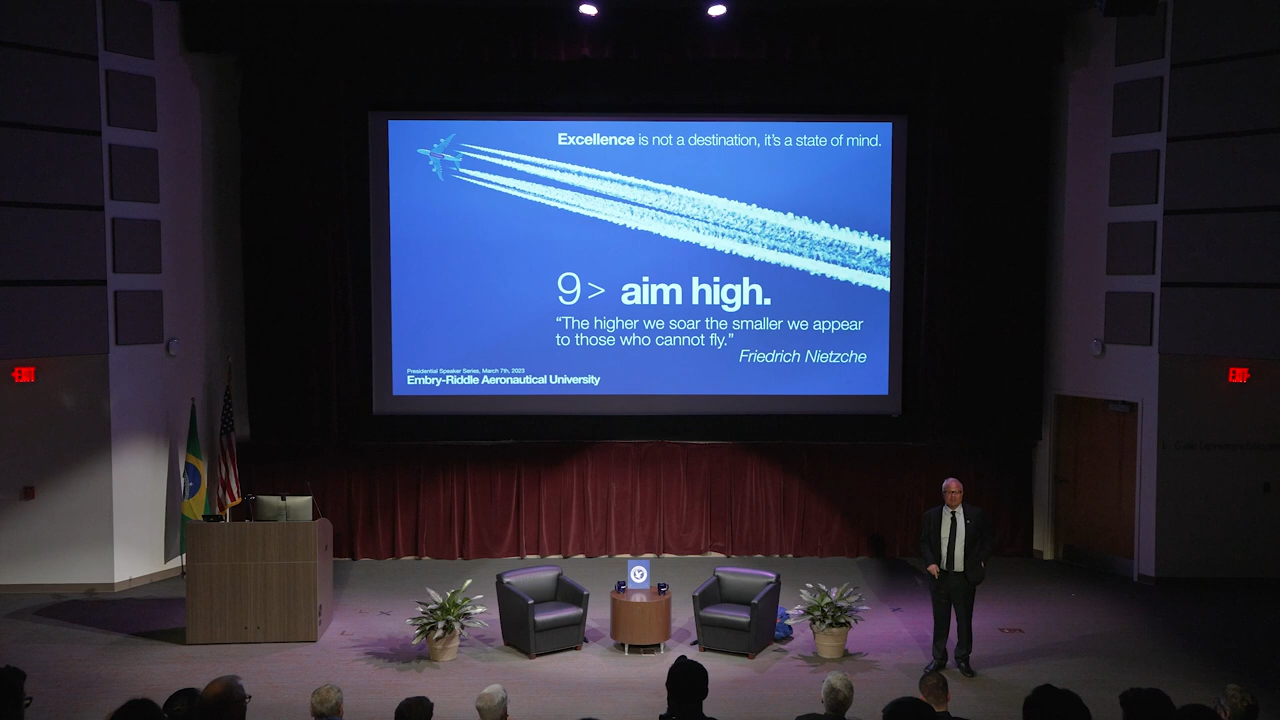 Excellence is not a destination, it's a state of mind.
9> aim high.
“The higher we soar the smaller we appear
to those who cannot fly.”
Friedrich Nietzche
Presidential Speaker Series, March 7th, 2023
Embry-Riddle Aeronautical University
EXIT
EXIT